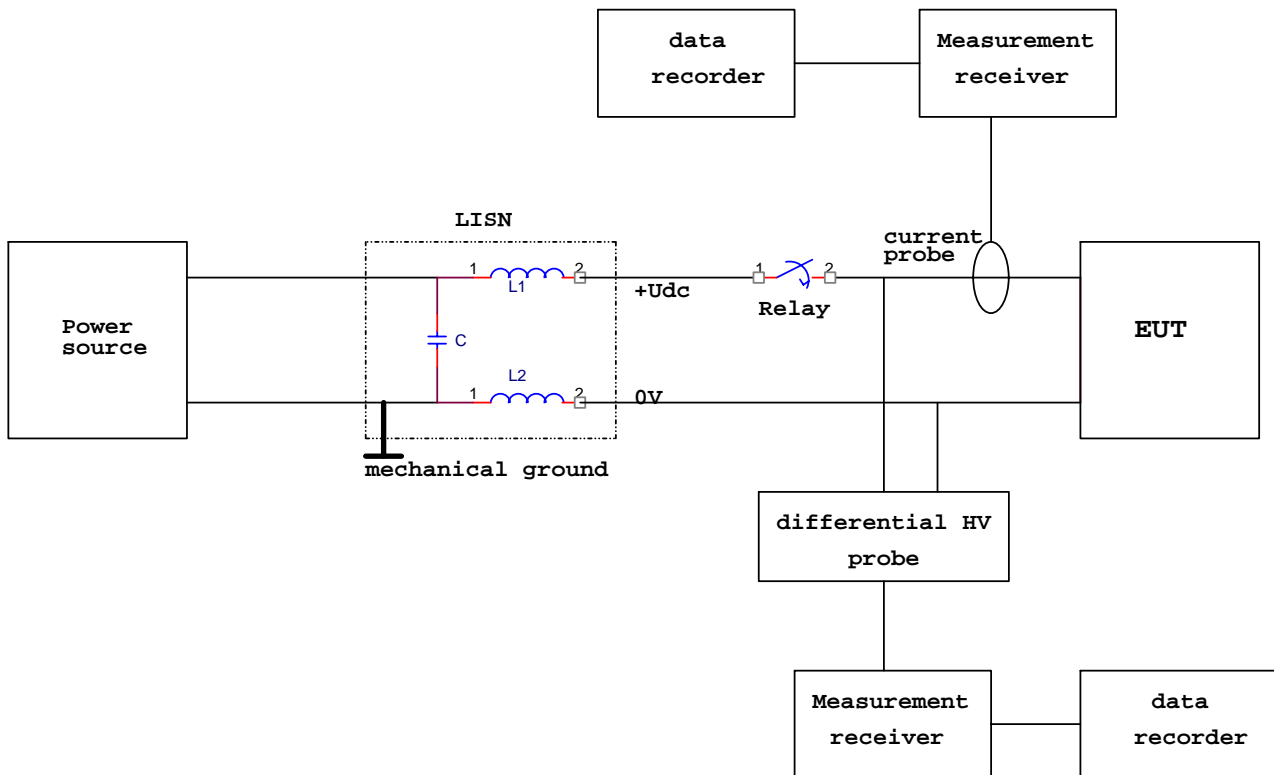 data
recorder
Measurement
receiver
LISN
current
probe
1
2
L1
+Udc
1
2
Relay
Power
source
C
EUT
L2
1
2
0V
mechanical ground
differential HV
probe
Measurement
receiver
data
recorder